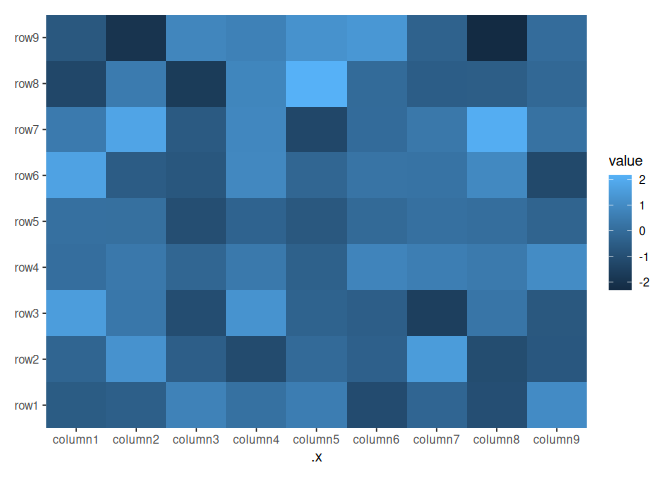 row9
row8
row7
row6
row5
row4
row3
row2
row1
column1 column2 column3 column4 column5 column6 column7 column8 column9
.x
value
2
1
0
-1
-2